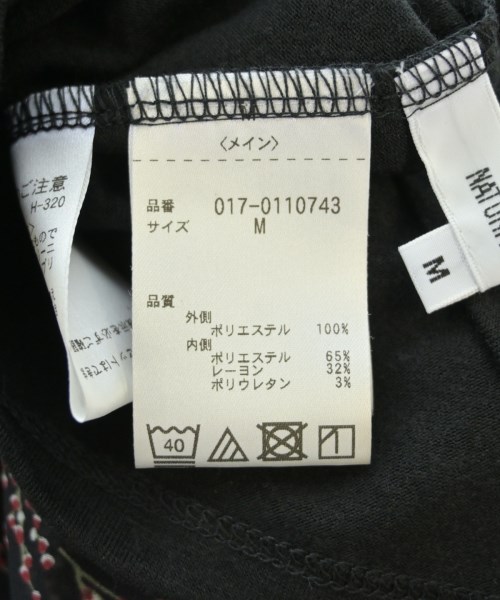 〈メイン〉
品番 017-0110743
サイズ M
品質
外側
ポリエステル 100%
内側
ポリエステル 65%
レーヨン 32%
ポリウレタン 3%
40
ご注意
H-320
M